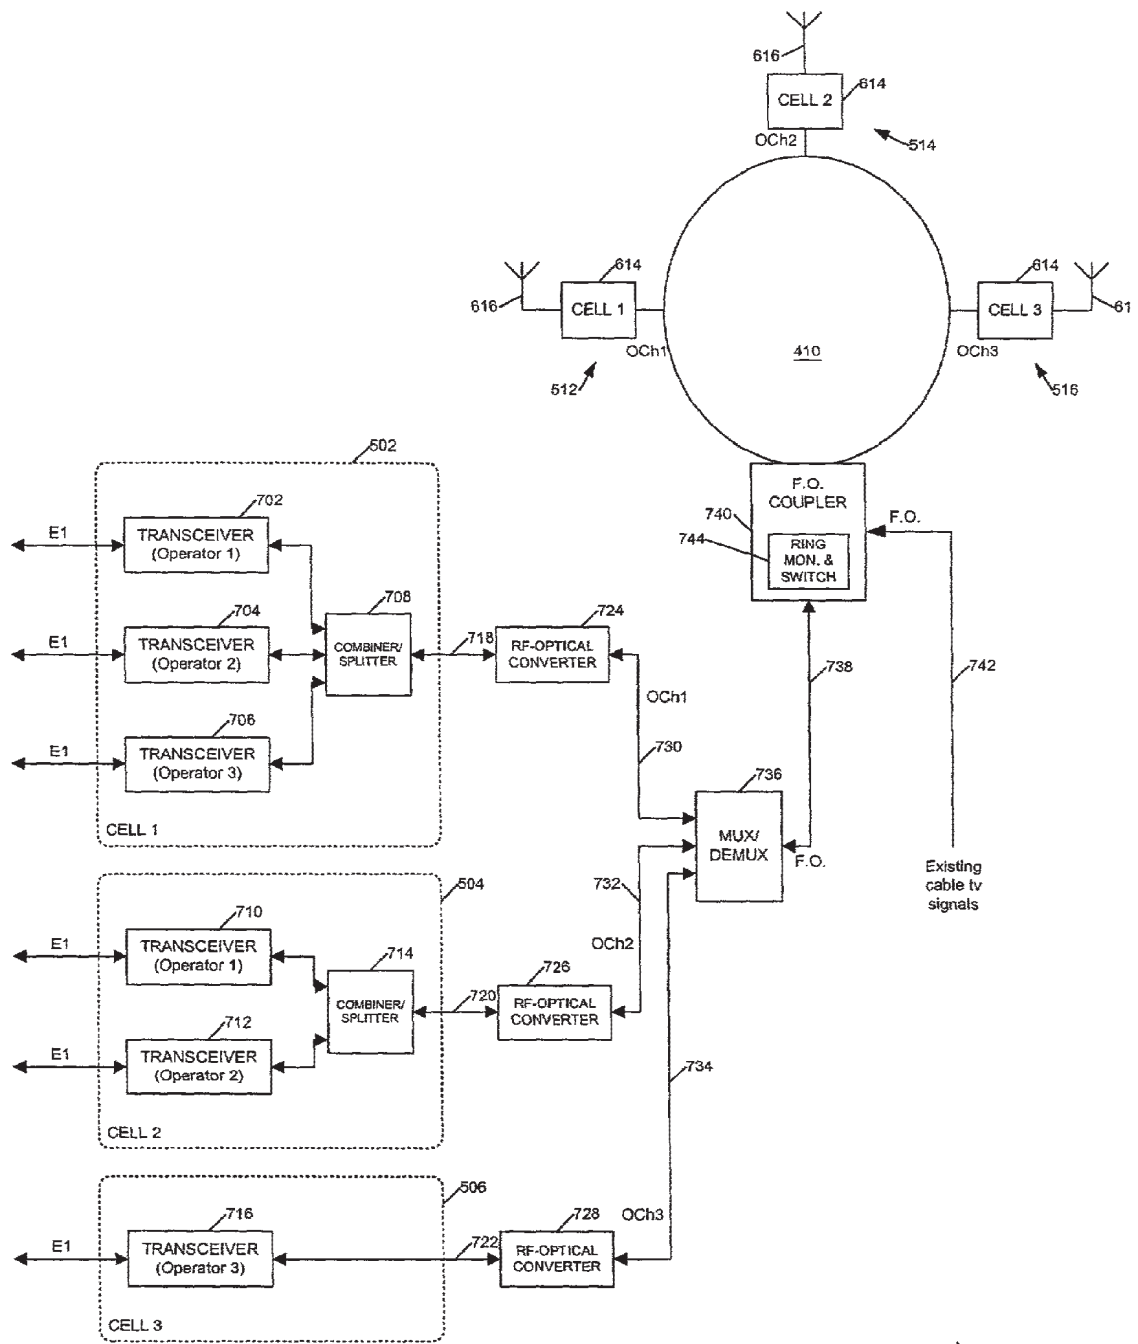 616
CELL 2
614
OCh2
514
614
616
CELL 1
OCh1
512
410
614
CELL 3
61
OCh3
516
502
702
E1
TRANSCEIVER
(Operator 1)
704
E1
TRANSCEIVER
(Operator 2)
706
E1
TRANSCEIVER
(Operator 3)
708
COMBINER/
SPLITTER
CELL 1
718
724
RF-OPTICAL
CONVERTER
OCh1
730
F.O.
COUPLER
740
744
RING
MON. &
SWITCH
F.O.
738
742
736
MUX/
DEMUX
F.O.
Existing
cable tv
signals
504
710
E1
TRANSCEIVER
(Operator 1)
712
E1
TRANSCEIVER
(Operator 2)
714
COMBINER/
SPLITTER
CELL 2
720
726
RF-OPTICAL
CONVERTER
732
OCh2
734
506
716
E1
TRANSCEIVER
(Operator 3)
CELL 3
722
728
RF-OPTICAL
CONVERTER
OCh3